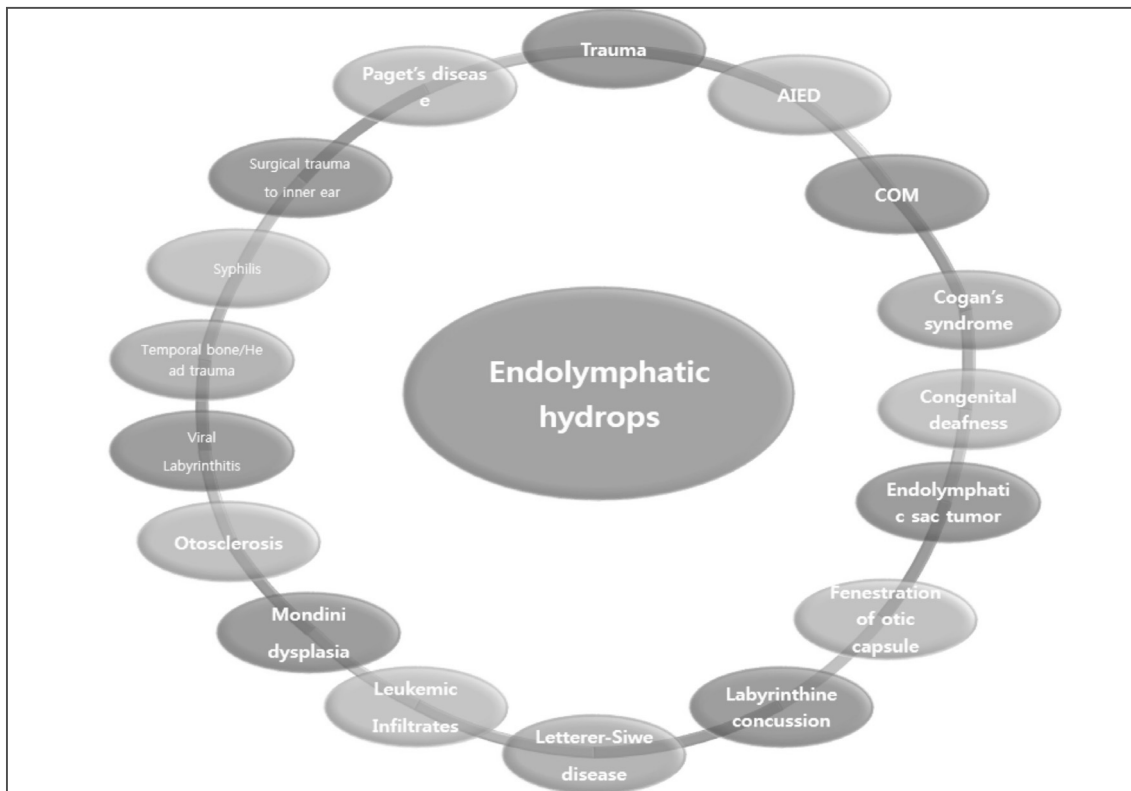 Trauma
AIED
COM
Cogan's
syndrome
Congenital
deafness
Endolymphati
c sac tumor
Fenestration
of otic
capsule
Labyrinthine
concussion
Letterer-Siwe
disease
Leukemic
Infiltrates
Mondini
dysplasia
Otosclerosis
Viral
Labyrinthitis
Temporal bone/He
ad trauma
Syphilis
Surgical trauma
to inner ear
Paget's diseas
e
Endolymphatic
hydrops